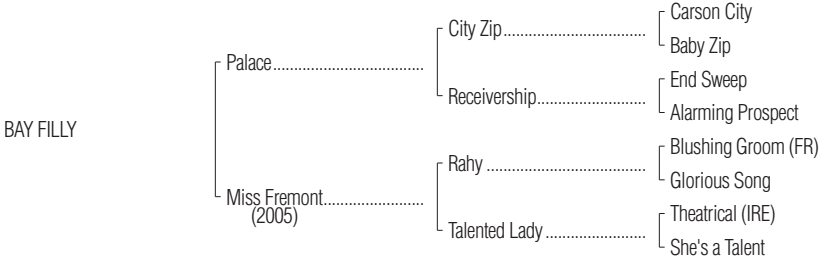 Carson City
City Zip..................................
Baby Zip
Palace...................................
End Sweep
Receivership..........................
Alarming Prospect
BAY FILLY
Blushing Groom (FR)
Rahy ......................................
Glorious Song
Miss Fremont.......................
(2005)
Theatrical (IRE)
Talented Lady ........................
She's a Talent